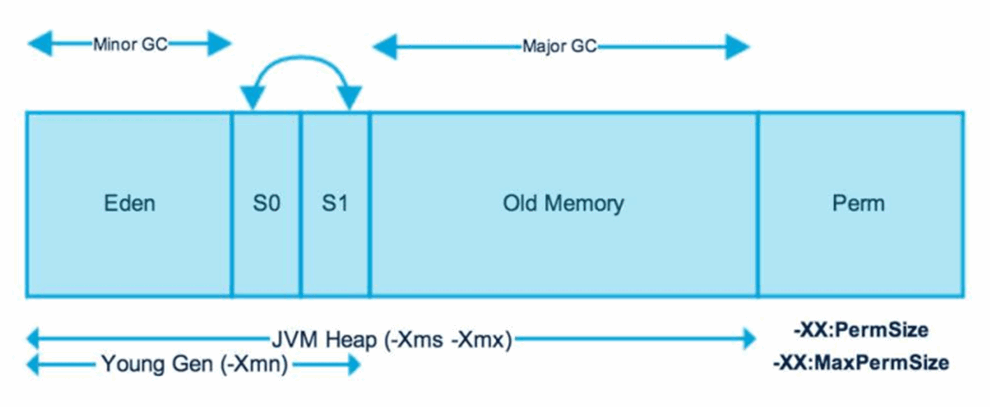 Minor GC
Major GC
Eden
S0
S1
Old Memory
Perm
JVM Heap (-Xms -Xmx)
-XX:PermSize
Young Gen (-Xmn)
-XX:MaxPermSize